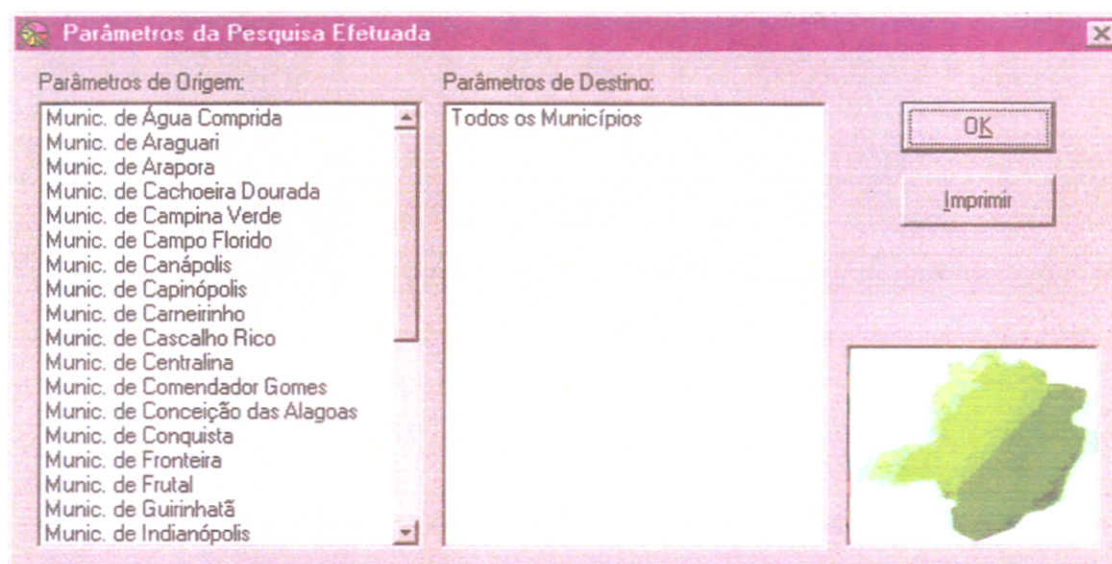 Parâmetros da Pesquisa Efetuada
Parâmetros de Origem:
Munic. de Água Comprida
Munic. de Araguari
Munic. de Arapora
Munic. de Cachoeira Dourada
Munic. de Campina Verde
Munic. de Campo Florido
Munic. de Canápolis
Munic. de Capinópolis
Munic. de Carneirinho
Munic. de Cascalho Rico
Munic. de Centralina
Munic. de Comendador Gomes
Munic. de Conceição das Alagoas
Munic. de Conquista
Munic. de Fronteira
Munic. de Frutal
Munic. de Guirinhatã
Munic. de Indianópolis
Parâmetros de Destino:
Todos os Municípios
OK
Imprimir